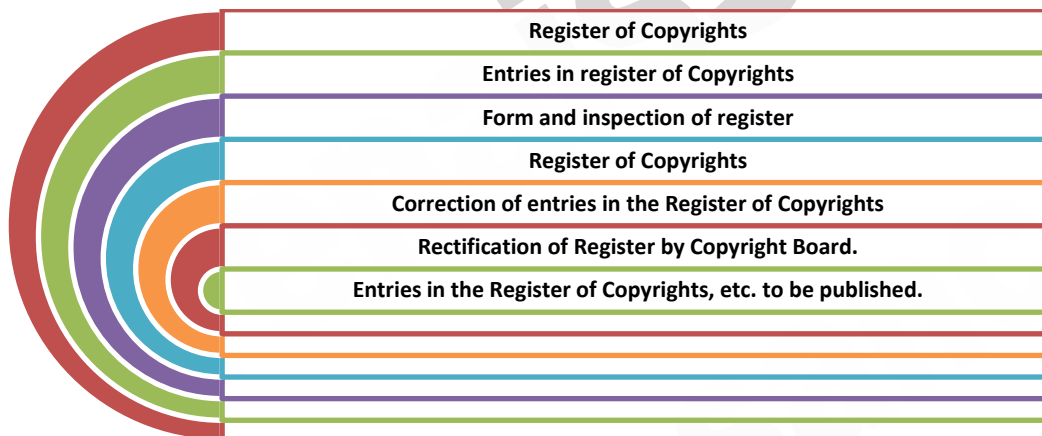 Register of Copyrights
Entries in register of Copyrights
Form and inspection of register
Register of Copyrights
Correction of entries in the Register of Copyrights
Rectification of Register by Copyright Board.
Entries in the Register of Copyrights, etc. to be published.